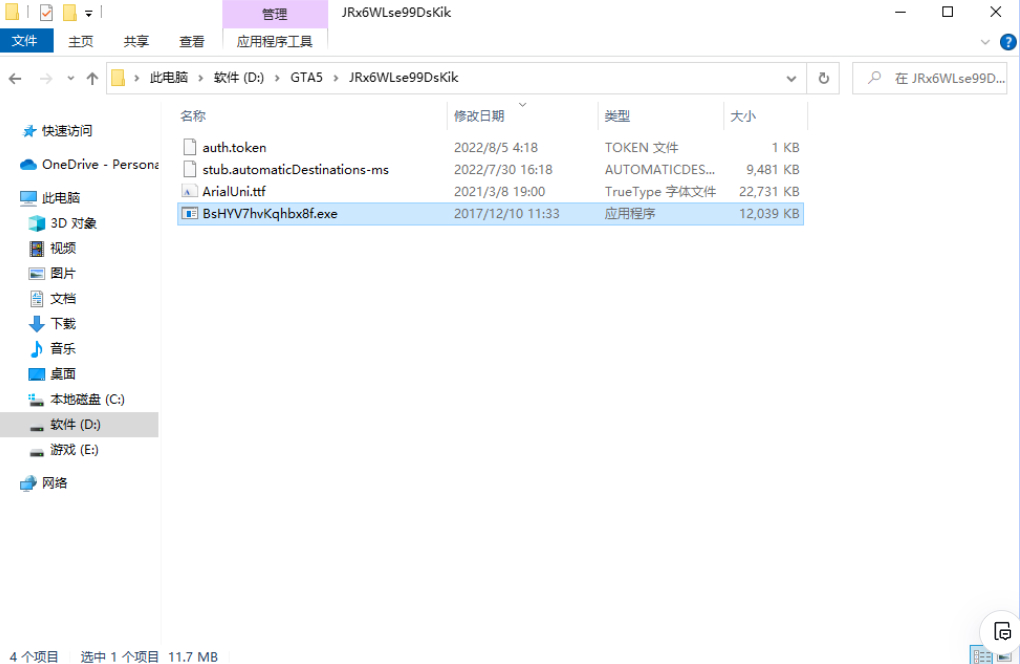 管理
JRx6WLse99DsKik
文件 主页 共享 查看 应用程序工具
此电脑 › 软件 (D:) › GTA5 › JRx6WLse99DsKik
在 JRx6WLse99D...
名称 修改日期 类型 大小
auth.token 2022/8/5 4:18 TOKEN 文件 1 KB
stub.automaticDestinations-ms 2022/7/30 16:18 AUTOMATICDES... 9,481 KB
ArialUni.ttf 2021/3/8 19:00 TrueType 字体文件 22,731 KB
BsHYV7hvKqhbx8f.exe 2017/12/10 11:33 应用程序 12,039 KB
快速访问
OneDrive - Persona
此电脑
3D 对象
视频
图片
文档
下载
音乐
桌面
本地磁盘 (C:)
软件 (D:)
游戏 (E:)
网络
4 个项目 选中 1 个项目 11.7 MB